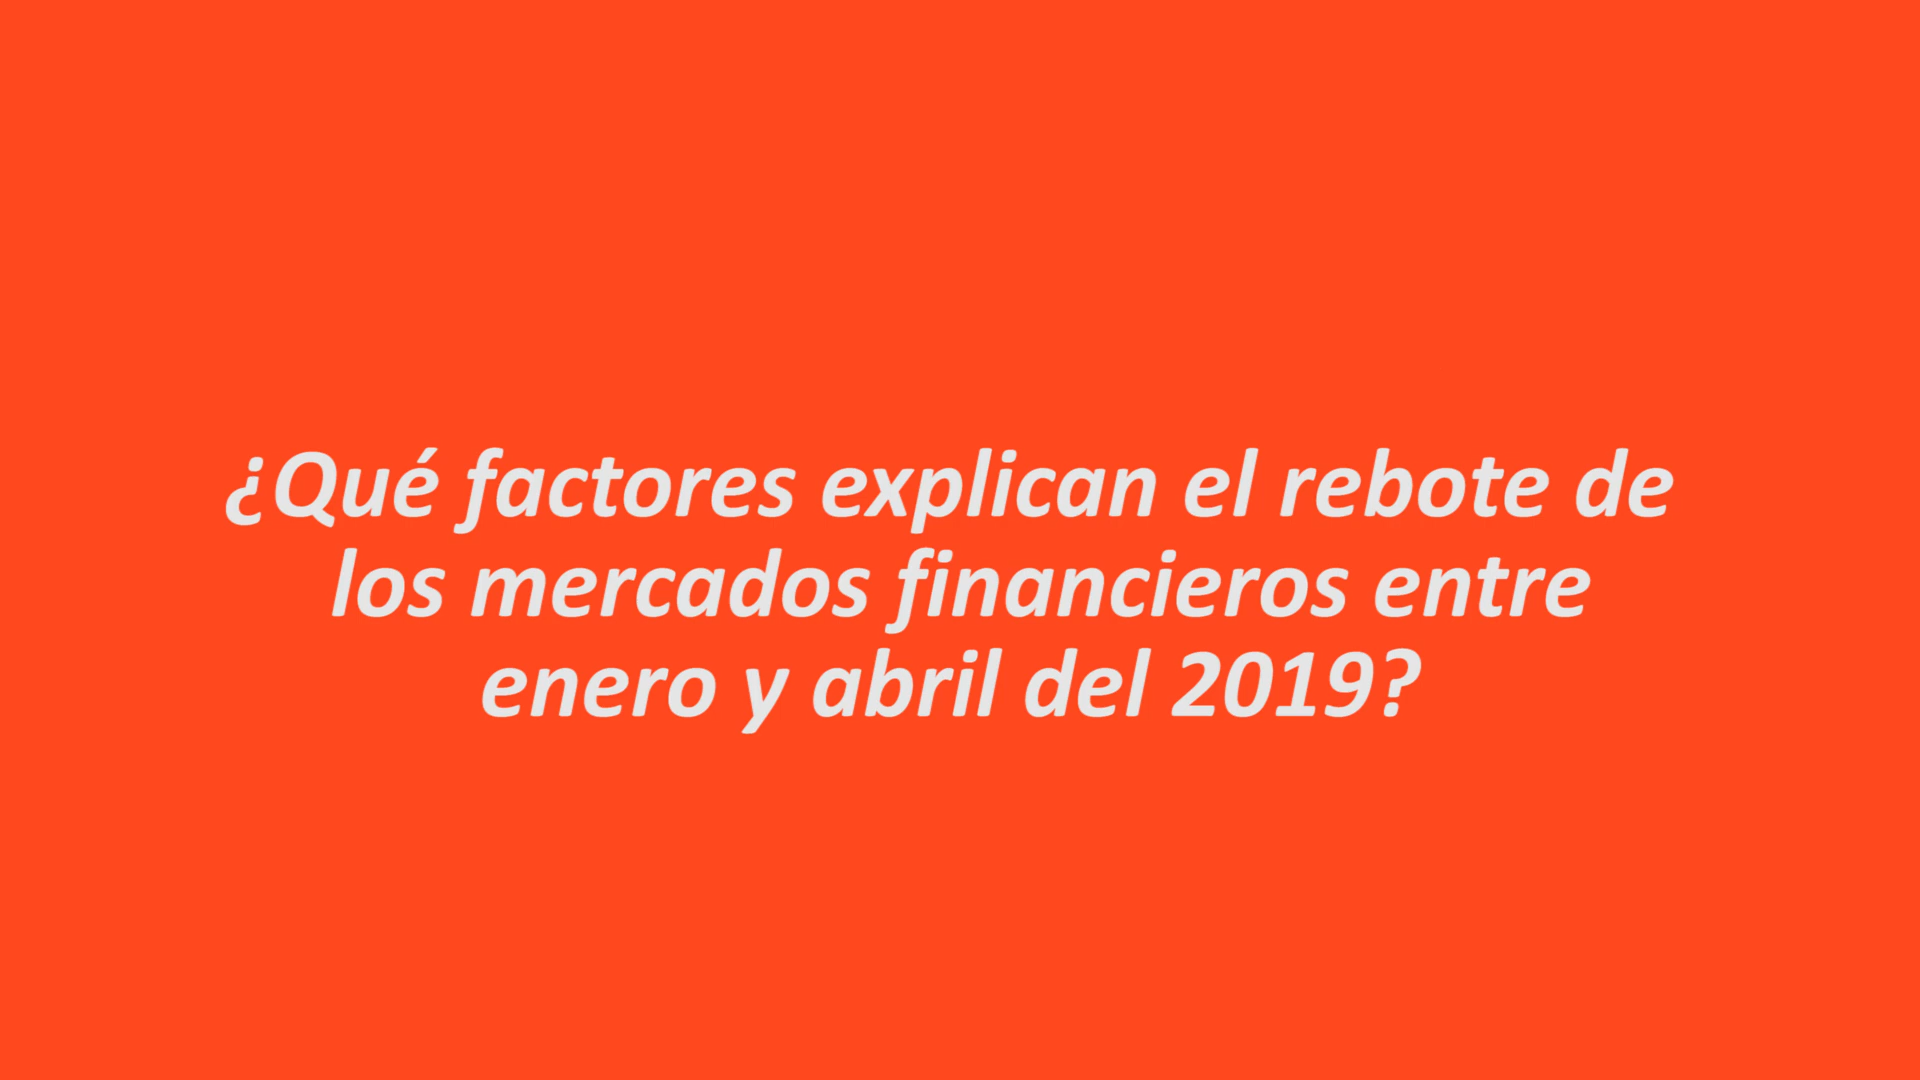 ¿Qué factores explican el rebote de
los mercados financieros entre
enero y abril del 2019?